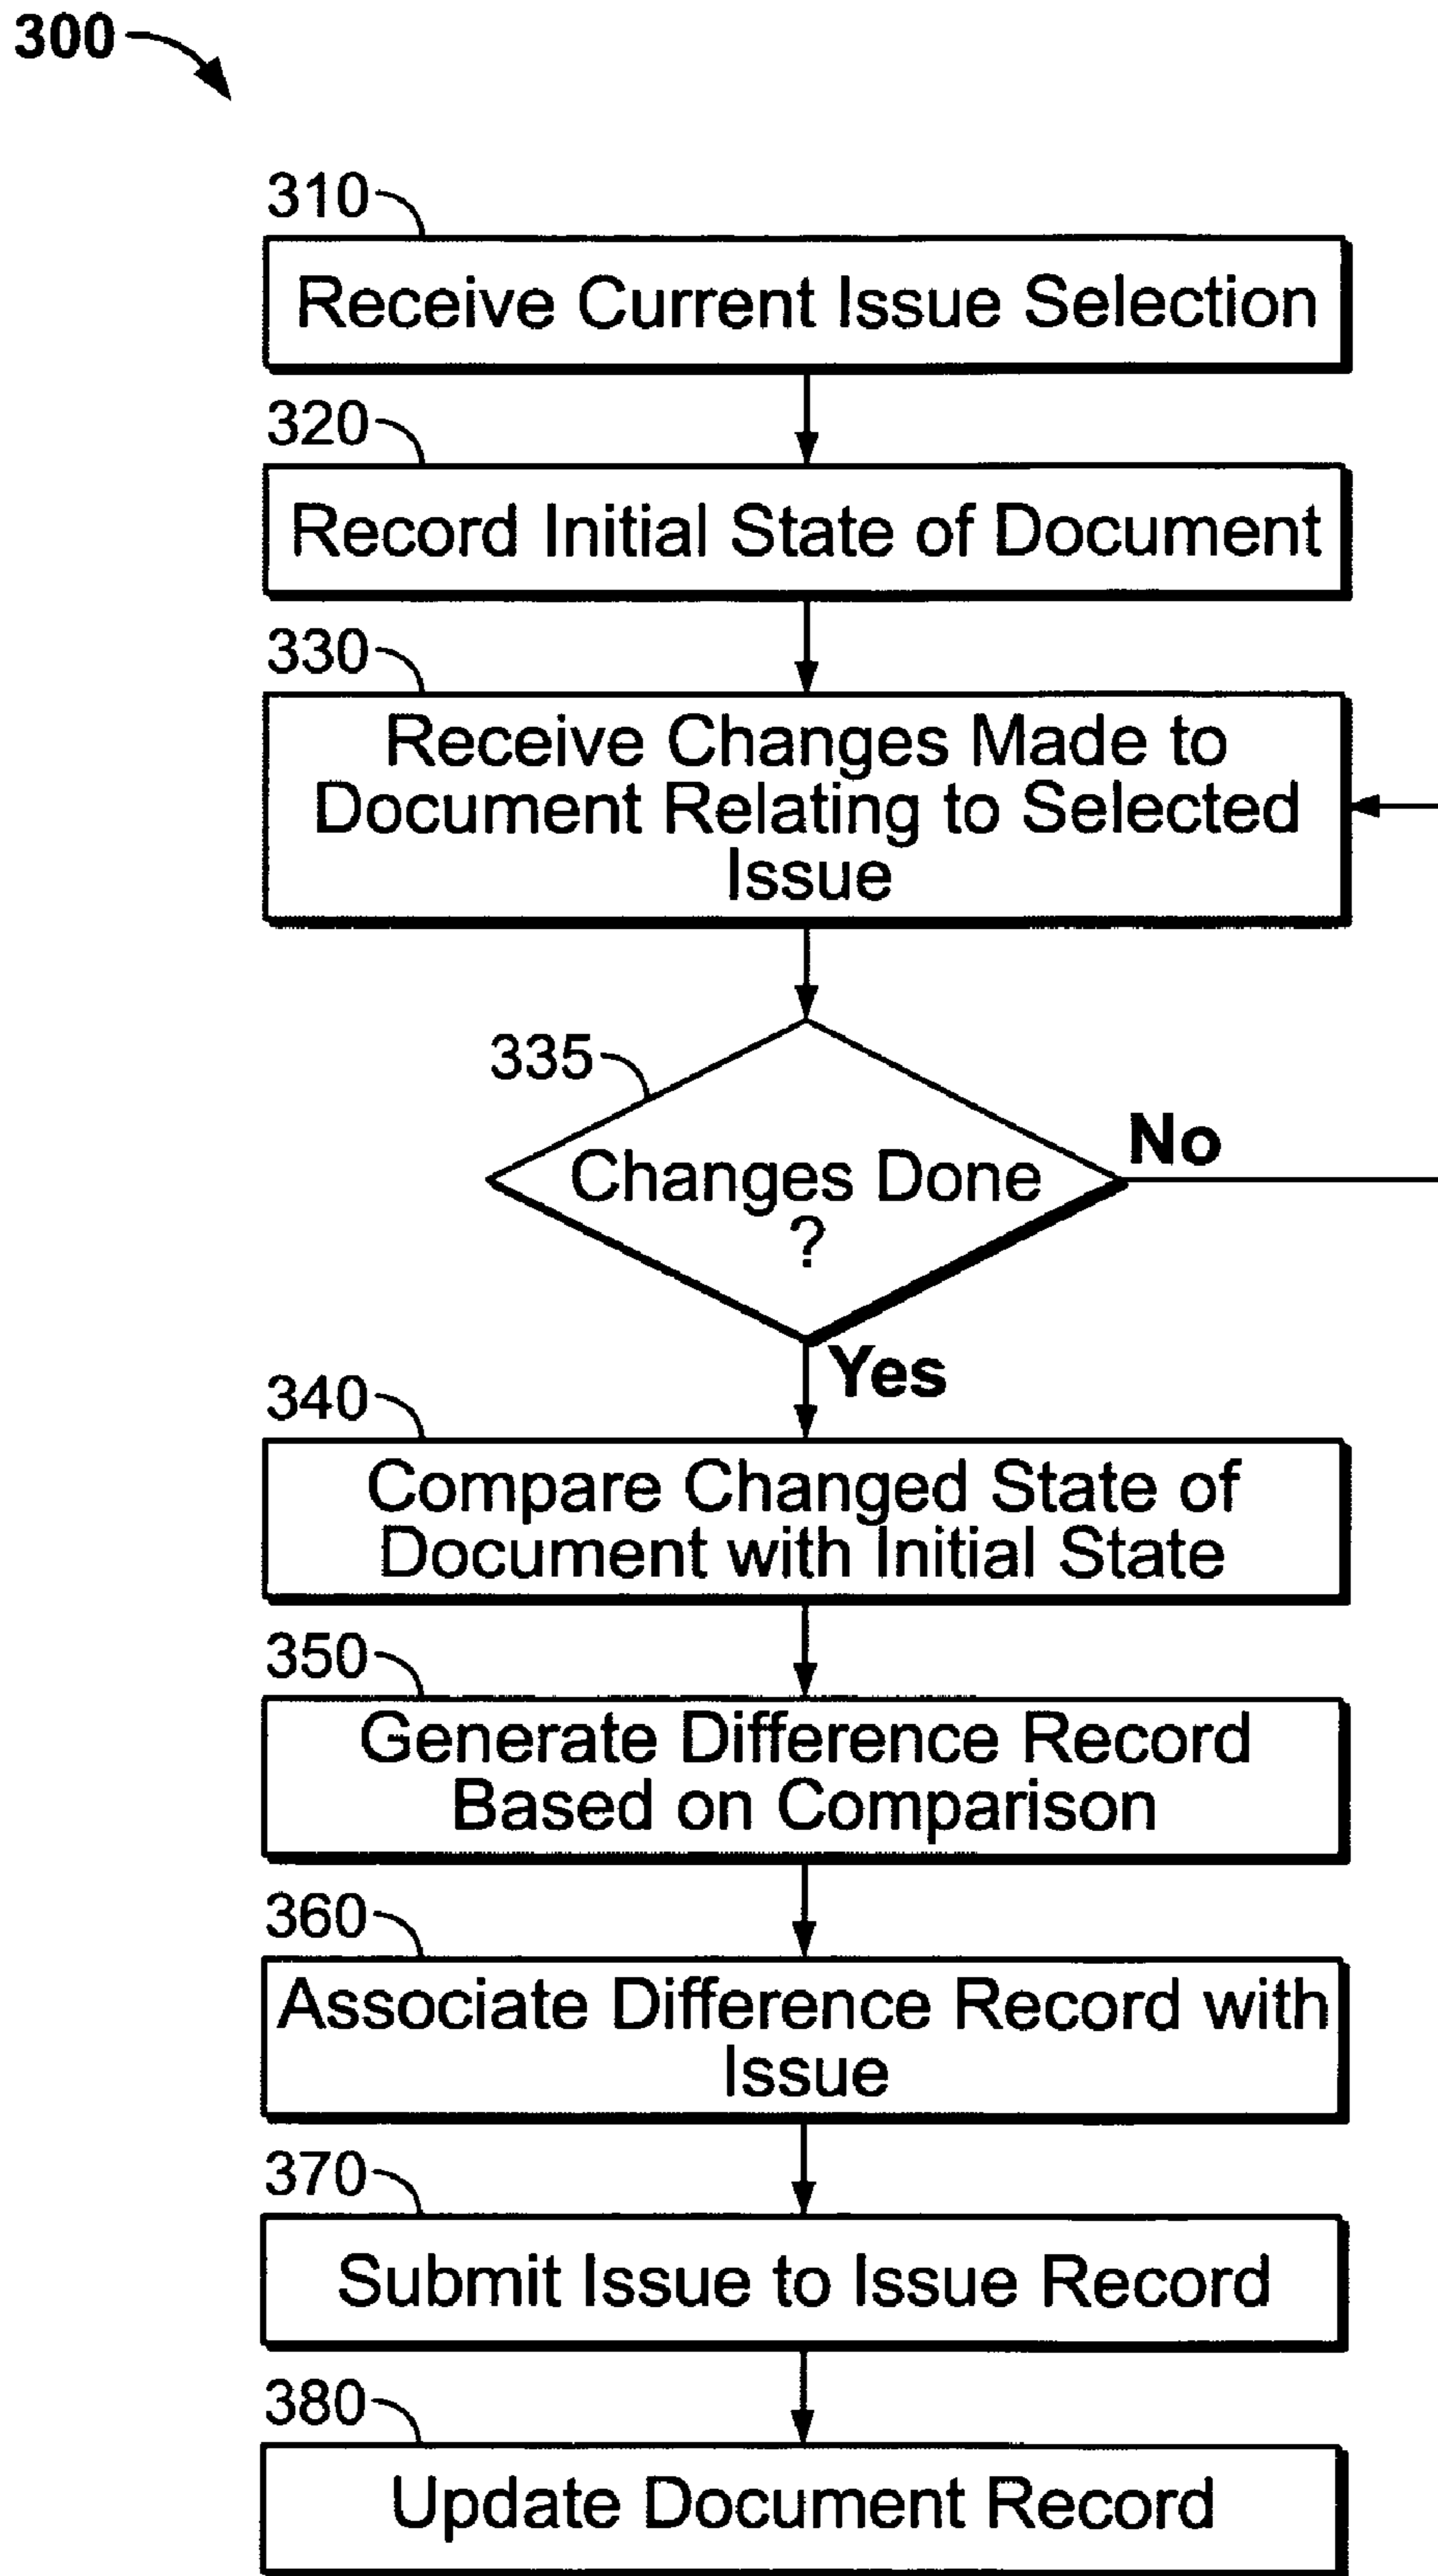 300
310
Receive Current Issue Selection
320
Record Initial State of Document
330
Receive Changes Made to
Document Relating to Selected
Issue
335
Changes Done
?
No
Yes
340
Compare Changed State of
Document with Initial State
350
Generate Difference Record
Based on Comparison
360
Associate Difference Record with
Issue
370
Submit Issue to Issue Record
380
Update Document Record